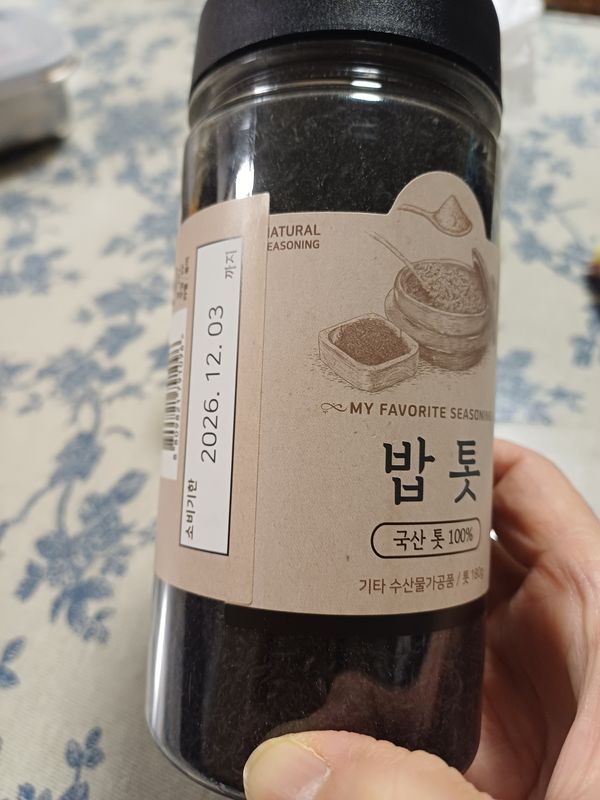 NATURAL
SEASONING
MY FAVORITE SEASONING
밥톳
국산 톳 100%
기타 수산물가공품 / 톳 180g
소비기한
2026. 12. 03
까지